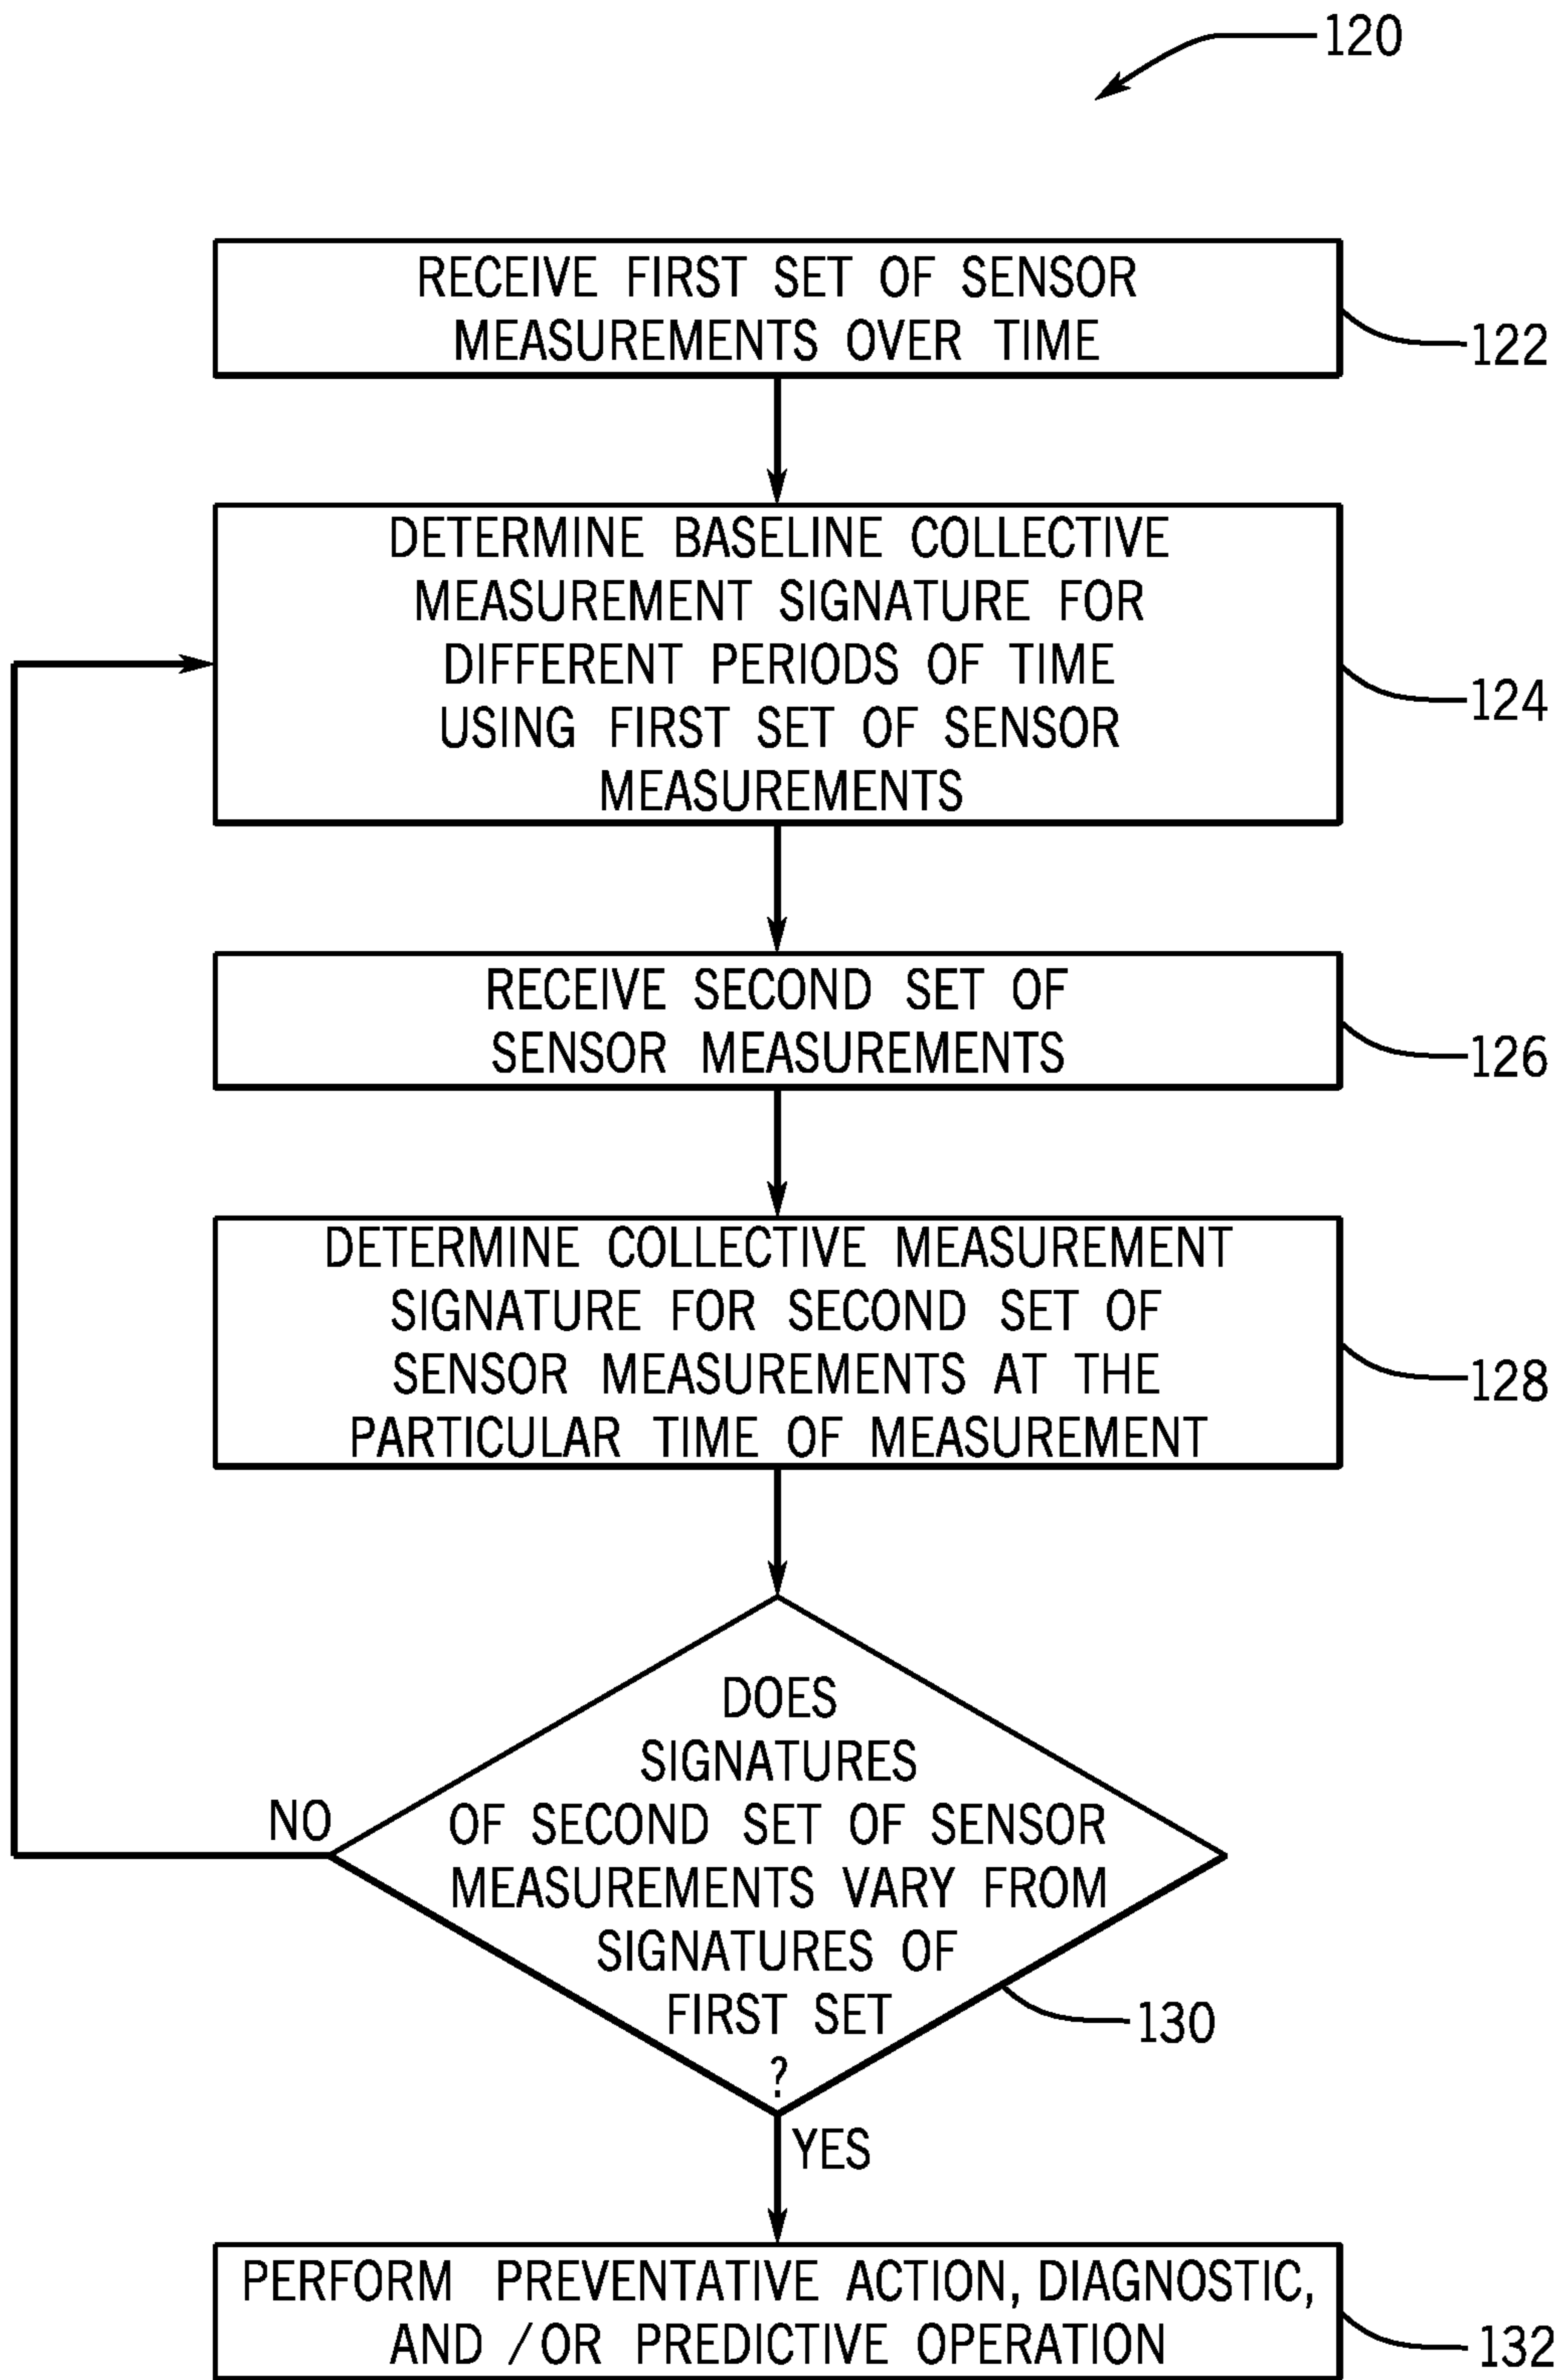 120
RECEIVE FIRST SET OF SENSOR
MEASUREMENTS OVER TIME
122
DETERMINE BASELINE COLLECTIVE
MEASUREMENT SIGNATURE FOR
DIFFERENT PERIODS OF TIME
USING FIRST SET OF SENSOR
MEASUREMENTS
124
RECEIVE SECOND SET OF
SENSOR MEASUREMENTS
126
DETERMINE COLLECTIVE MEASUREMENT
SIGNATURE FOR SECOND SET OF
SENSOR MEASUREMENTS AT THE
PARTICULAR TIME OF MEASUREMENT
128
DOES
SIGNATURES
OF SECOND SET OF SENSOR
MEASUREMENTS VARY FROM
SIGNATURES OF
FIRST SET
?
NO
130
YES
PERFORM PREVENTATIVE ACTION, DIAGNOSTIC,
AND /OR PREDICTIVE OPERATION
132